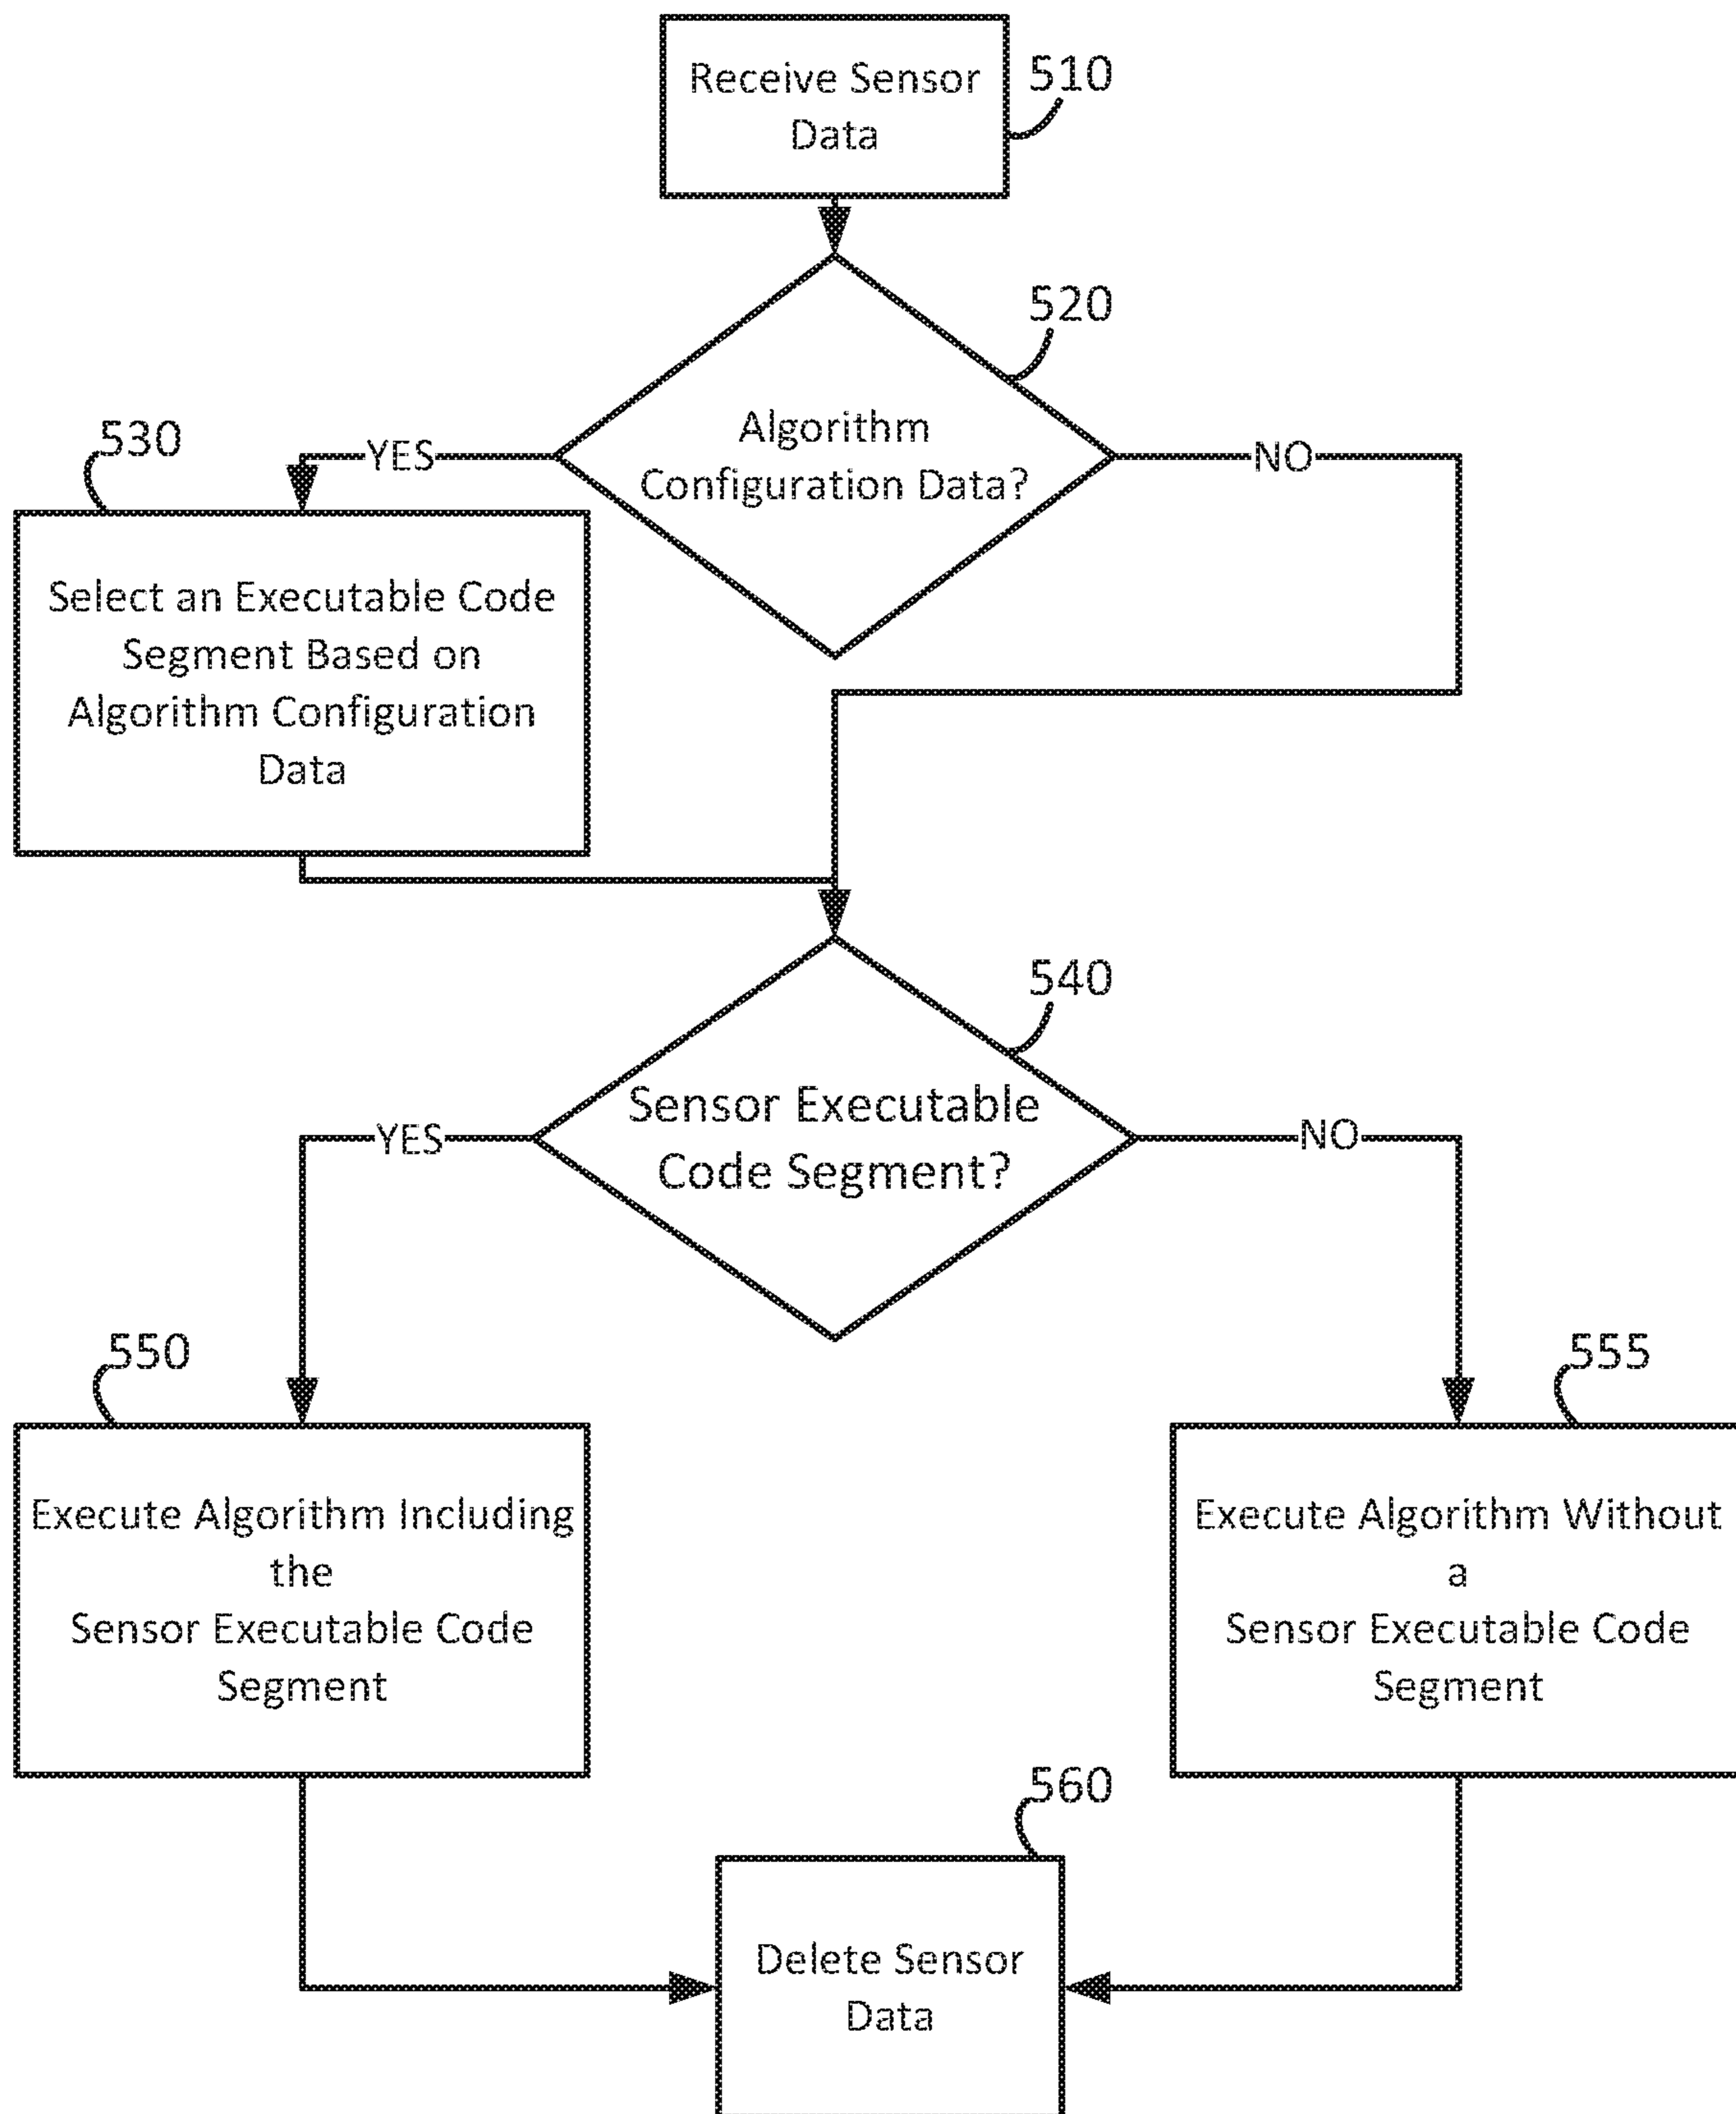 Receive Sensor
Data
510
520
Algorithm
Configuration Data?
YES
NO
530
Select an Executable Code
Segment Based on
Algorithm Configuration
Data
540
Sensor Executable
Code Segment?
YES
NO
550
555
Execute Algorithm Including
the
Sensor Executable Code
Segment
Execute Algorithm Without
a
Sensor Executable Code
Segment
560
Delete Sensor
Data